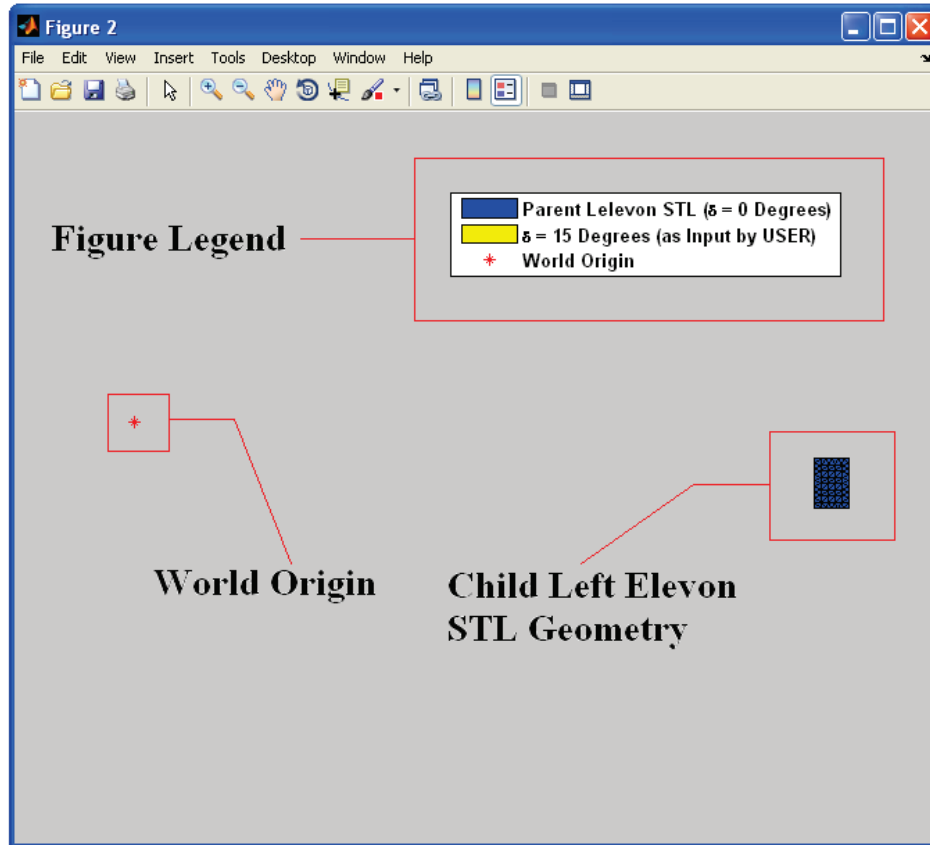 Figure 2
File Edit View Insert Tools Desktop Window Help
Parent Lelevon STL (δ = 0 Degrees)
δ = 15 Degrees (as Input by USER)
World Origin
Figure Legend
World Origin
Child Left Elevon
STL Geometry